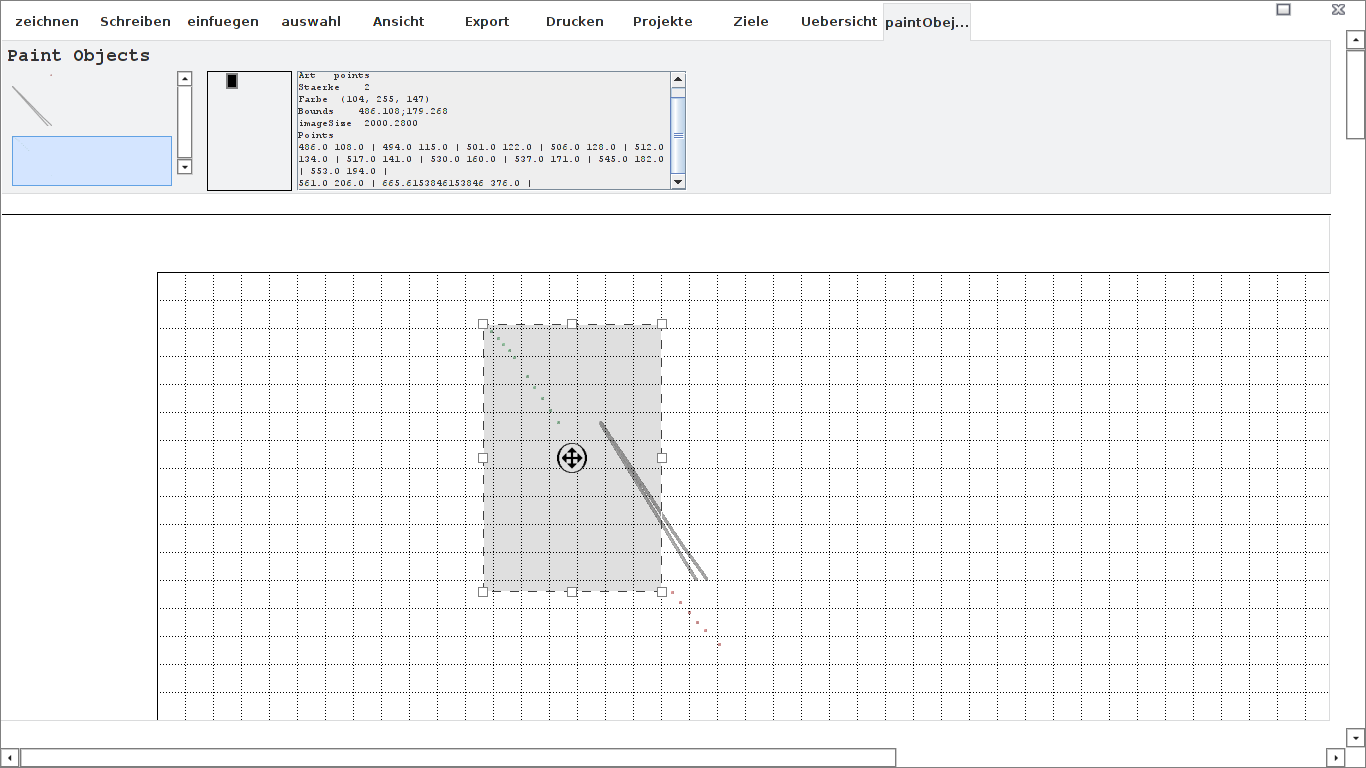 zeichnen Schreiben einfuegen auswahl Ansicht Export Drucken Projekte Ziele Uebersicht paintObej...
Paint Objects
Art points
Staerke 2
Farbe (104, 255, 147)
Bounds 486.108;179.268
imageSize 2000.2800
Points
486.0 108.0 | 494.0 115.0 | 501.0 122.0 | 506.0 128.0 | 512.0
134.0 | 517.0 141.0 | 530.0 160.0 | 537.0 171.0 | 545.0 182.0
| 553.0 194.0 |
561.0 206.0 | 665.6153846153846 376.0 |